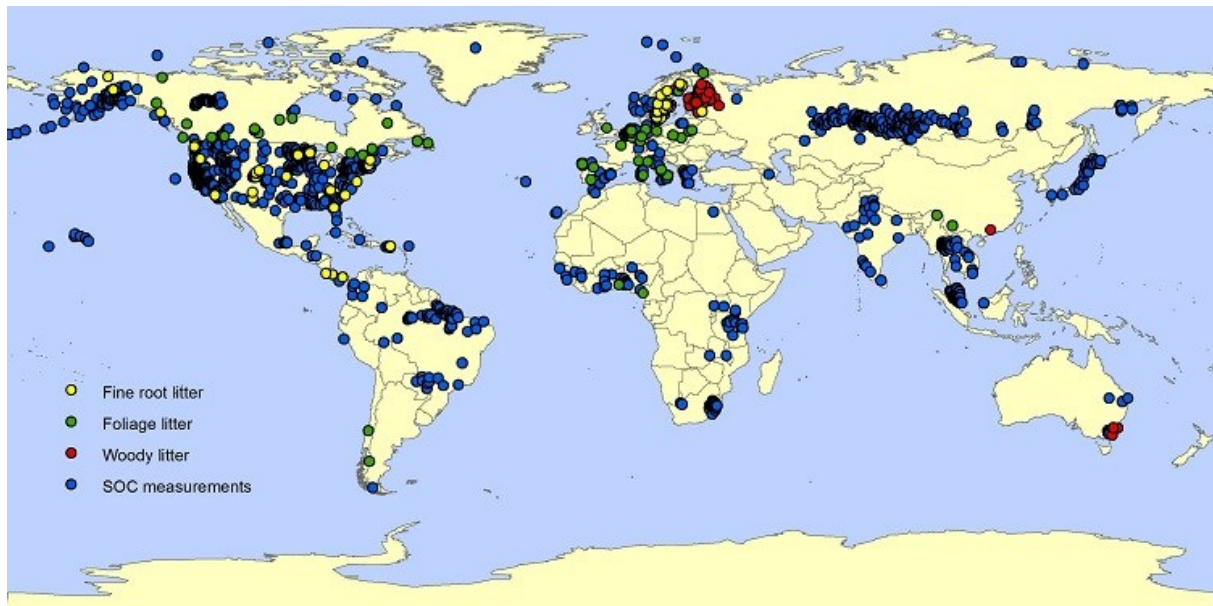 Fine root litter
Foliage litter
Woody litter
SOC measurements